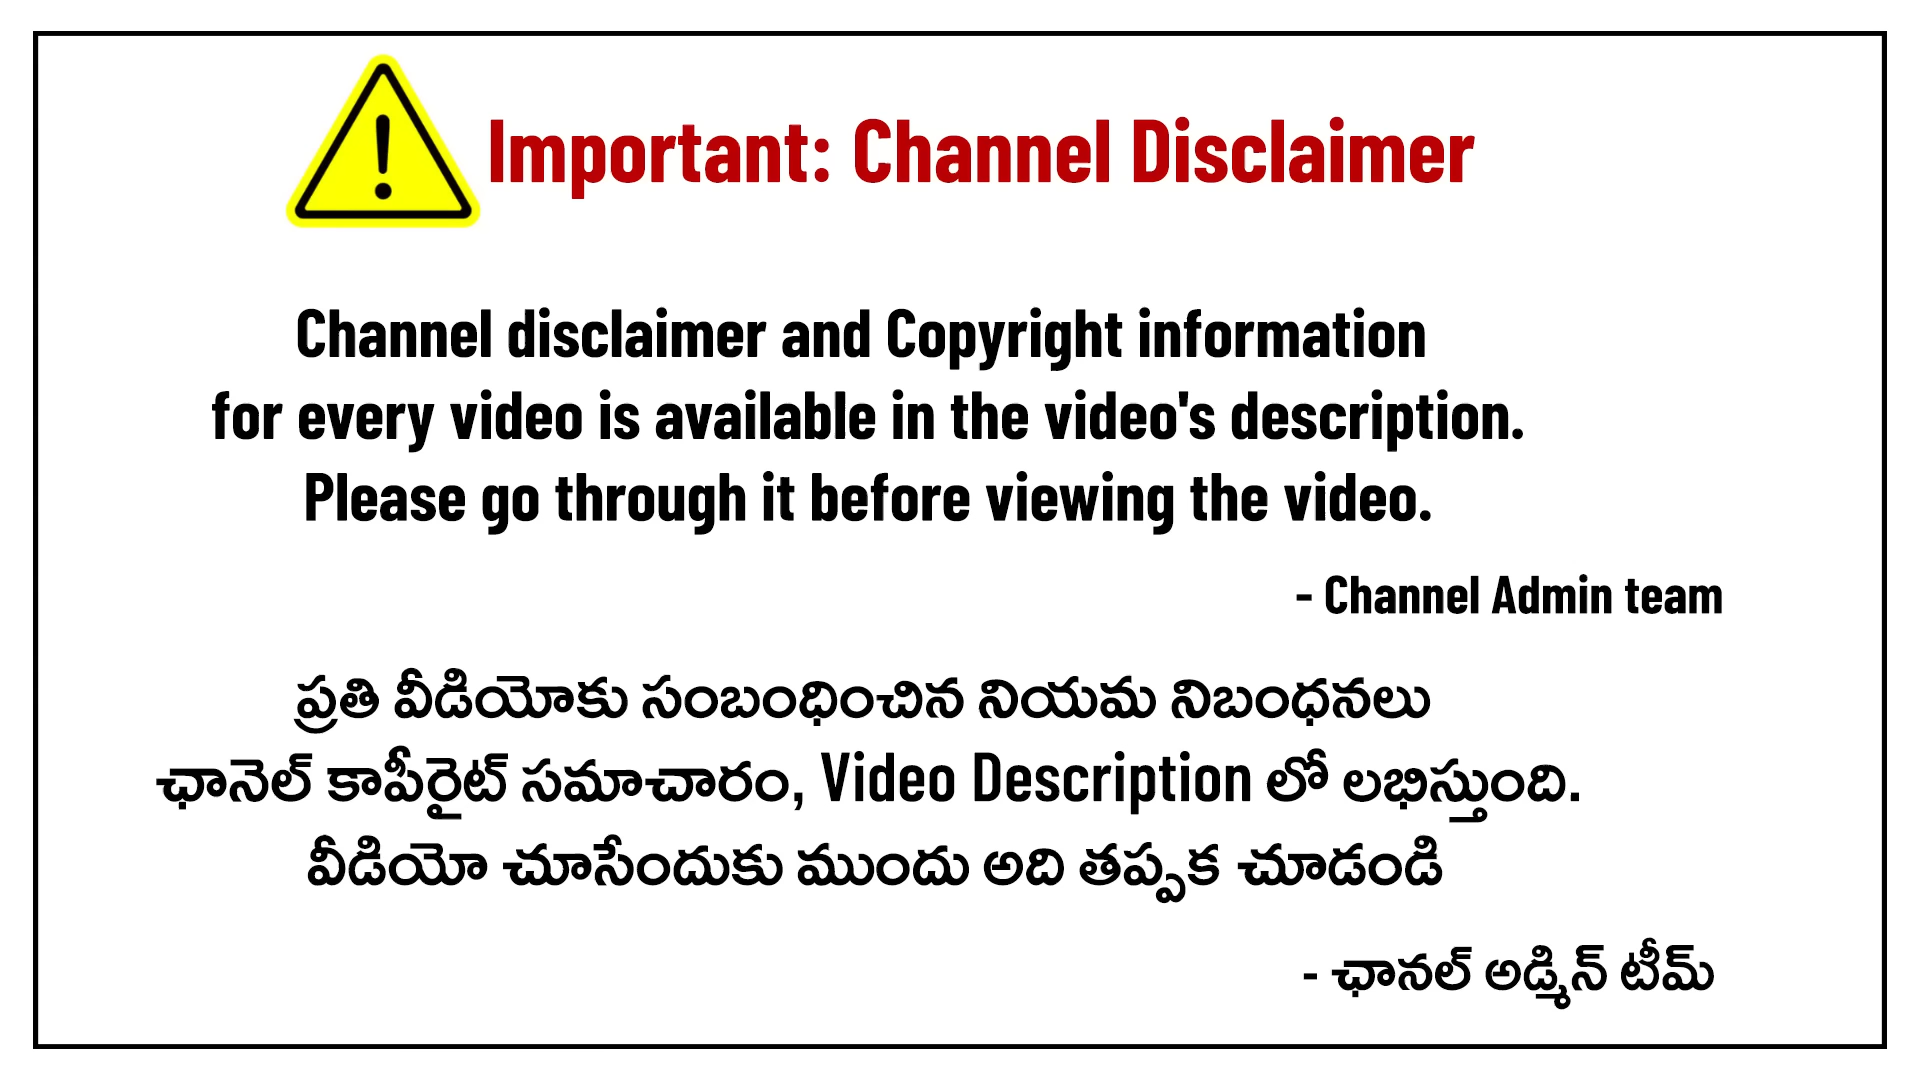 Important: Channel Disclaimer
Channel disclaimer and Copyright information
for every video is available in the video's description.
Please go through it before viewing the video.
- Channel Admin team
ప్రతి వీడియోకు సంబంధించిన నియమ నిబంధనలు
ఛానెల్ కాపీరైట్ సమాచారం, Video Description లో లభిస్తుంది.
వీడియో చూసేందుకు ముందు అది తప్పక చూడండి
- ఛానల్ అడ్మిన్ టీమ్